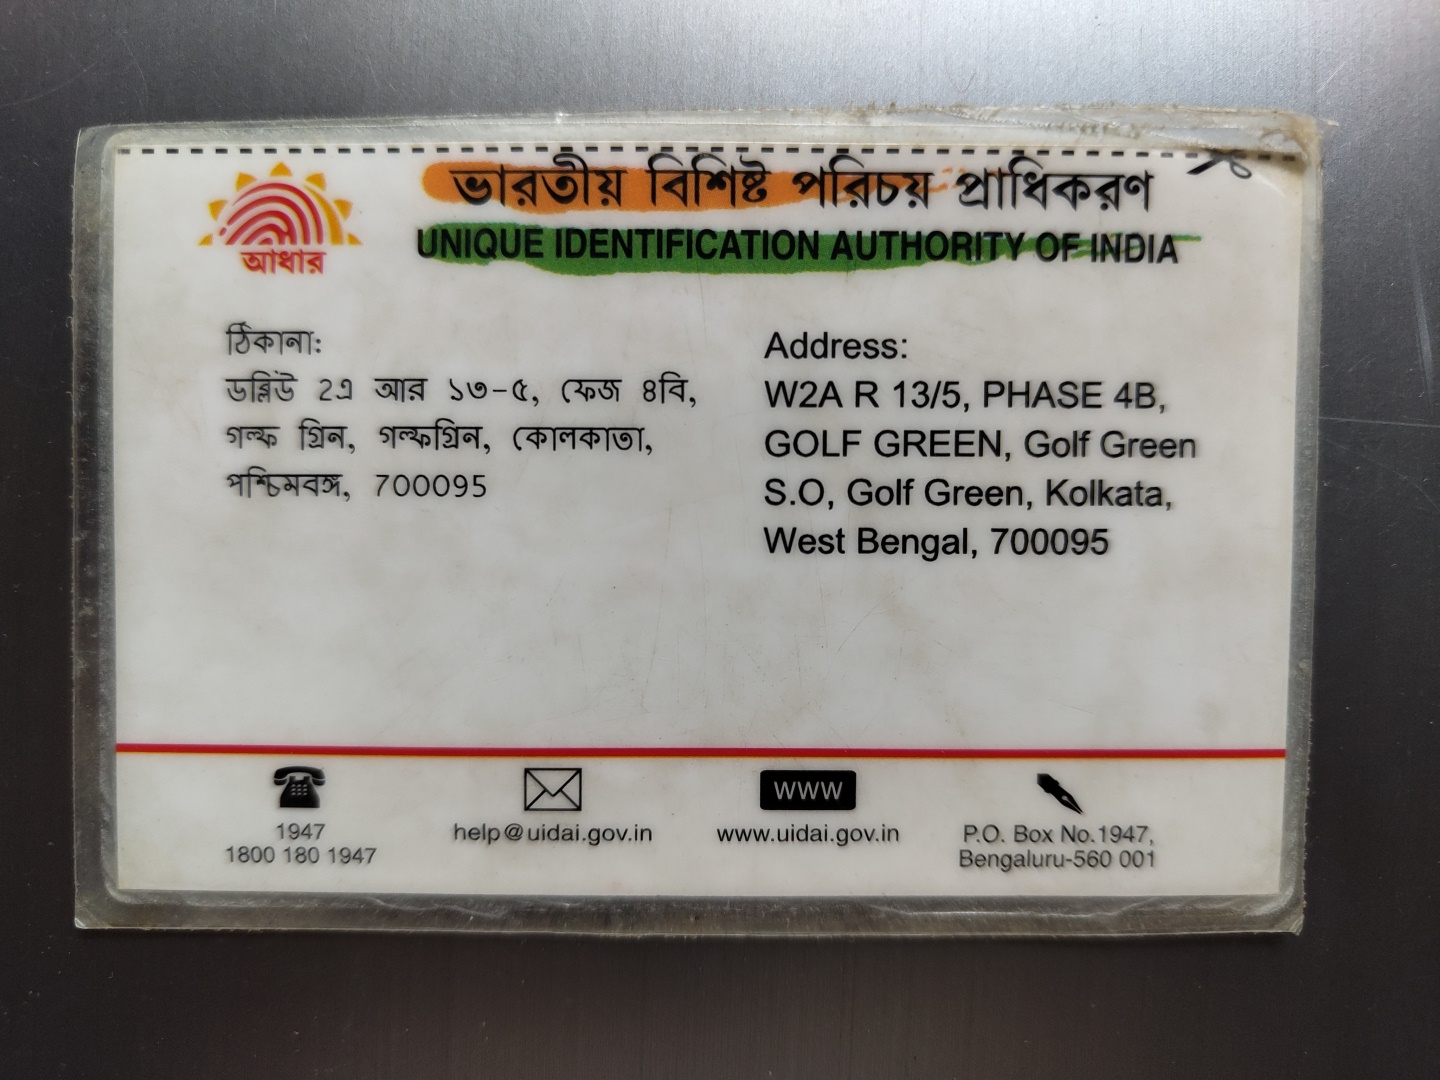 আধার
ভারতীয় বিশিষ্ট পরিচয় প্রাধিকরণ
UNIQUE IDENTIFICATION AUTHORITY OF INDIA
ঠিকানা:
ডব্লিউ 2এ আর ১৩-৫, ফেজ ৪বি,
গল্ফ গ্রিন, গল্ফগ্রিন, কোলকাতা,
পশ্চিমবঙ্গ, 700095
Address:
W2A R 13/5, PHASE 4B,
GOLF GREEN, Golf Green
S.O, Golf Green, Kolkata,
West Bengal, 700095
1947
1800 180 1947
help@uidai.gov.in
WWW
www.uidai.gov.in
P.O. Box No.1947,
Bengaluru-560 001